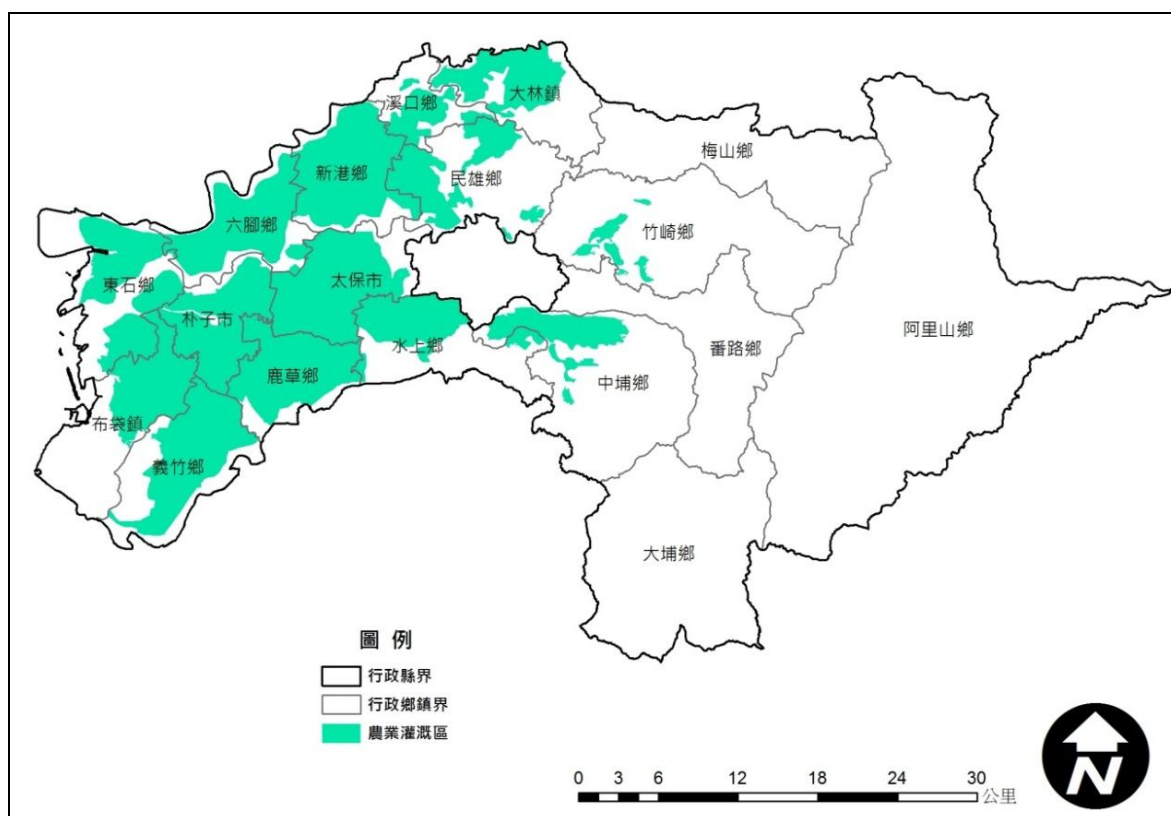 大林鎮
溪口鄉
梅山鄉
新港鄉
民雄鄉
六腳鄉
竹崎鄉
東石鄉
太保市
朴子市
阿里山鄉
水上鄉
番路鄉
鹿草鄉
中埔鄉
布袋鎮
義竹鄉
大埔鄉
圖 例
行政縣界
行政鄉鎮界
農業灌溉區
0 3 6 12 18 24 30
公里
N